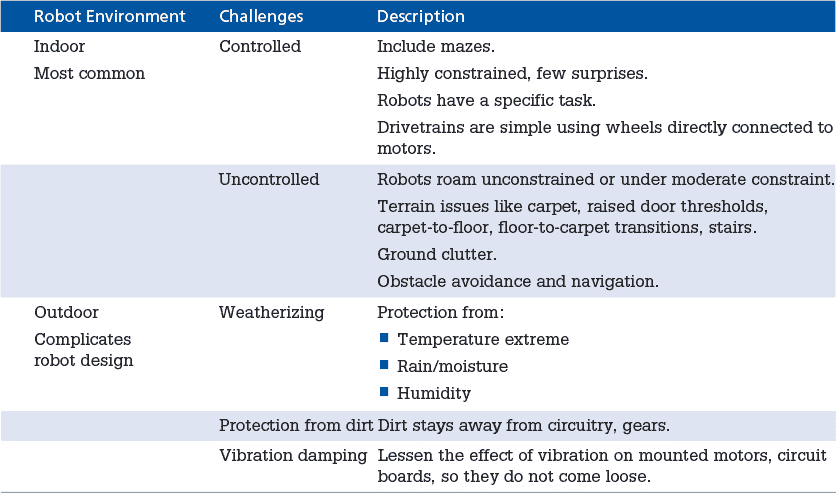 Robot Environment Challenges Description
Indoor Controlled Include mazes.
Most common Highly constrained, few surprises.
Robots have a specific task.
Drivetrains are simple using wheels directly connected to
motors.
Uncontrolled Robots roam unconstrained or under moderate constraint.
Terrain issues like carpet, raised door thresholds,
carpet-to-floor, floor-to-carpet transitions, stairs.
Ground clutter.
Obstacle avoidance and navigation.
Outdoor Weatherizing Protection from:
Complicates ■ Temperature extreme
robot design ■ Rain/moisture
■ Humidity
Protection from dirt Dirt stays away from circuitry, gears.
Vibration damping Lessen the effect of vibration on mounted motors, circuit
boards, so they do not come loose.